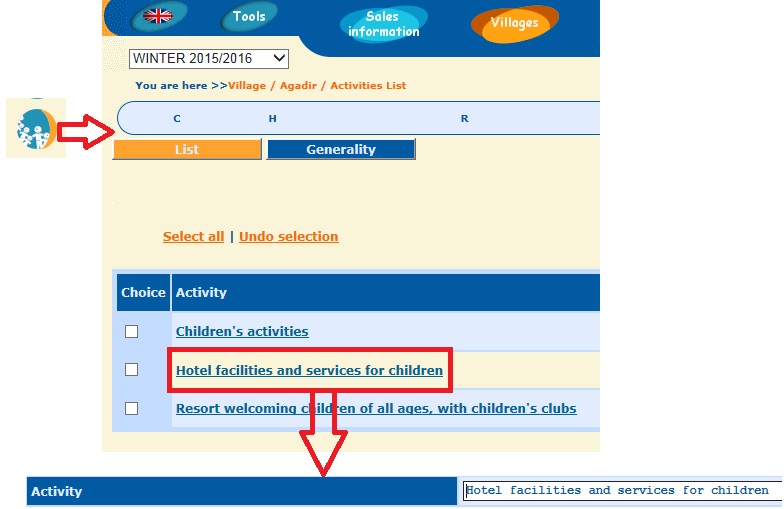 Tools
Sales
information
Villages
WINTER 2015/2016
You are here >>Village / Agadir / Activities List
C H R
List Generality
Select all | Undo selection
Choice Activity
Children's activities
Hotel facilities and services for children
Resort welcoming children of all ages, with children's clubs
Activity Hotel facilities and services for children